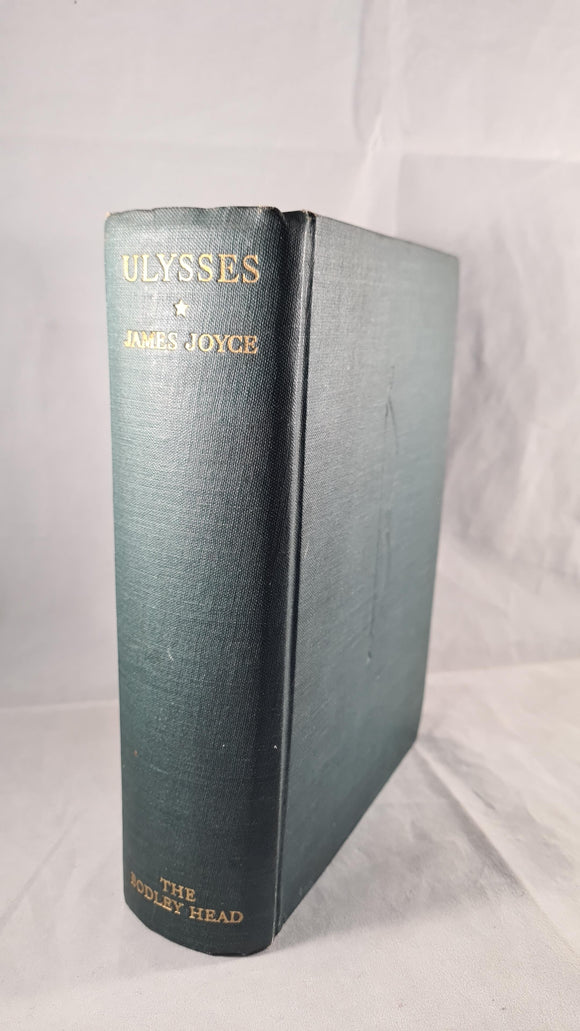 ULYSSES
★
JAMES JOYCE
THE
BODLEY HEAD